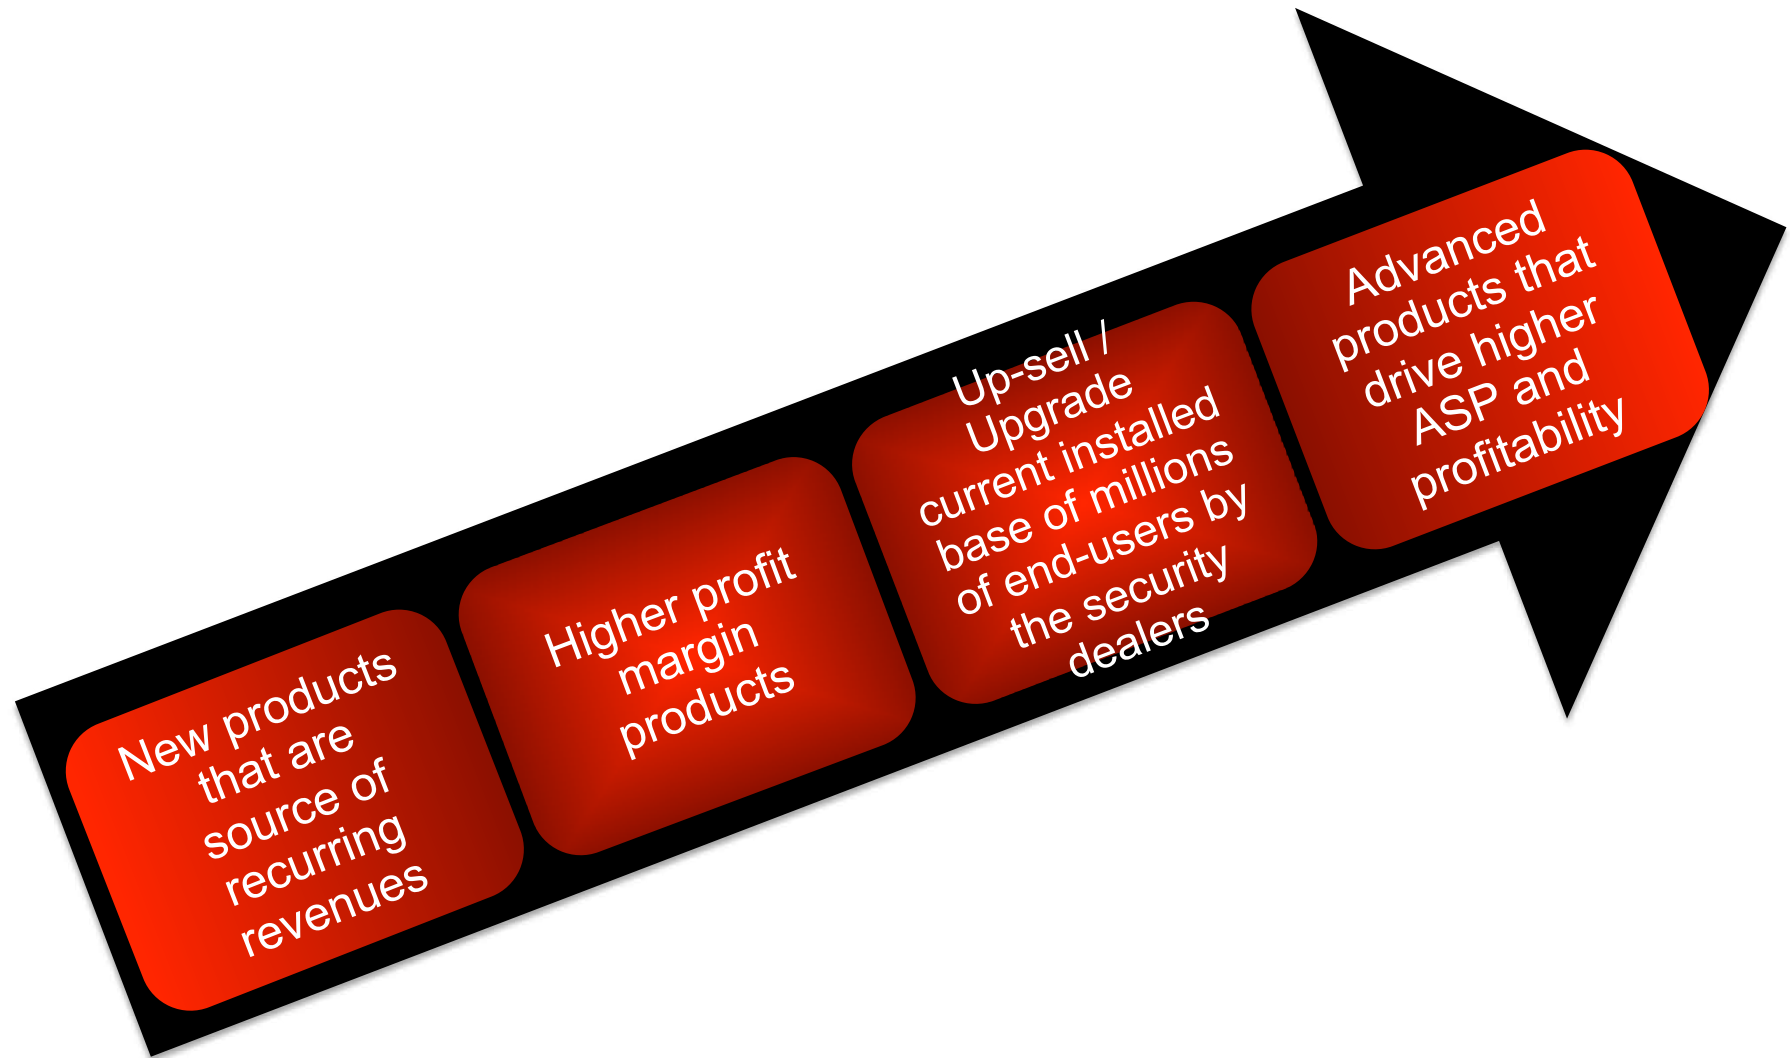 New products
that are
source of
recurring
revenues
Higher profit
margin
products
Up-sell /
Upgrade
current installed
base of millions
of end-users by
the security
dealers
Advanced
products that
drive higher
ASP and
profitability